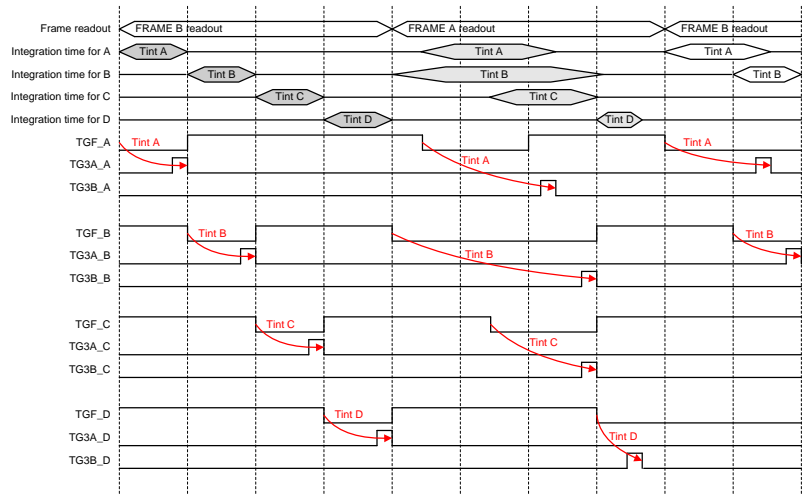 Frame readout FRAME B readout FRAME A readout FRAME B readout
Integration time for A Tint A Tint A Tint A
Integration time for B Tint B Tint B Tint B
Integration time for C Tint C Tint C
Integration time for D Tint D Tint D
TGF_A Tint A Tint A Tint A
TG3A_A
TG3B_A
TGF_B Tint B Tint B Tint B
TG3A_B
TG3B_B
TGF_C Tint C Tint C
TG3A_C
TG3B_C
TGF_D Tint D Tint D
TG3A_D
TG3B_D